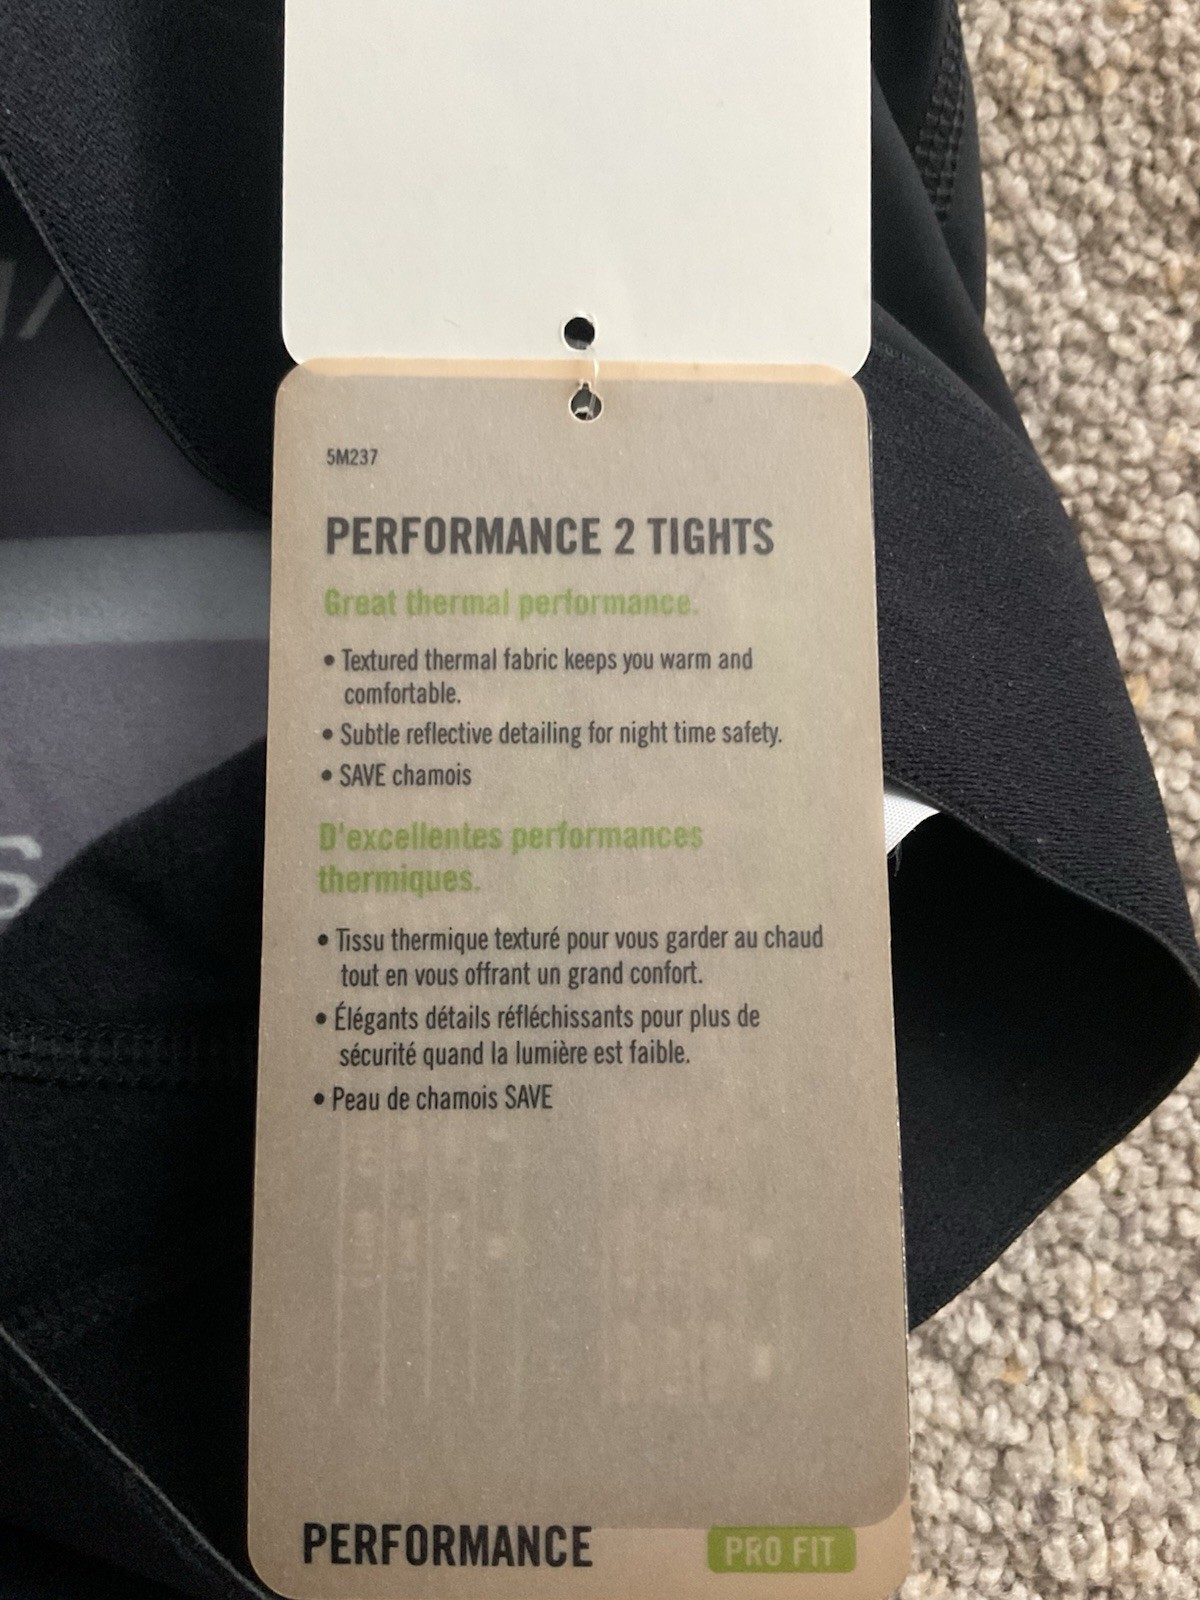 5M237
PERFORMANCE 2 TIGHTS
Great thermal performance.
• Textured thermal fabric keeps you warm and
comfortable.
• Subtle reflective detailing for night time safety.
• SAVE chamois
D'excellentes performances
thermiques.
• Tissu thermique texturé pour vous garder au chaud
tout en vous offrant un grand confort.
• Élégants détails réfléchissants pour plus de
sécurité quand la lumière est faible.
• Peau de chamois SAVE
PERFORMANCE
PRO FIT